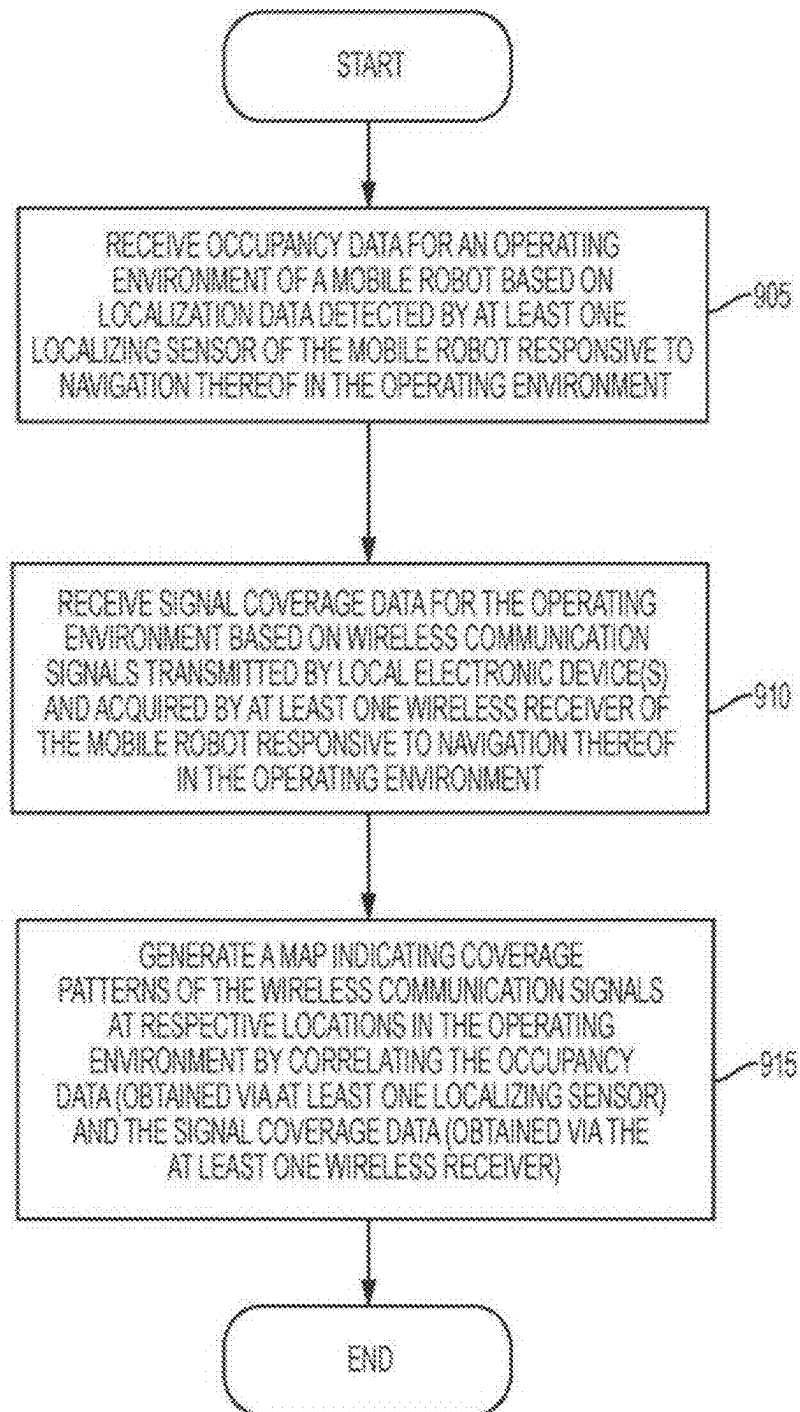 START
RECEIVE OCCUPANCY DATA FOR AN OPERATING
ENVIRONMENT OF A MOBILE ROBOT BASED ON
LOCALIZATION DATA DETECTED BY AT LEAST ONE
LOCALIZING SENSOR OF THE MOBILE ROBOT RESPONSIVE TO
NAVIGATION THEREOF IN THE OPERATING ENVIRONMENT
905
RECEIVE SIGNAL COVERAGE DATA FOR THE OPERATING
ENVIRONMENT BASED ON WIRELESS COMMUNICATION
SIGNALS TRANSMITTED BY LOCAL ELECTRONIC DEVICE(S)
AND ACQUIRED BY AT LEAST ONE WIRELESS RECEIVER OF
THE MOBILE ROBOT RESPONSIVE TO NAVIGATION THEREOF
IN THE OPERATING ENVIRONMENT
910
GENERATE A MAP INDICATING COVERAGE
PATTERNS OF THE WIRELESS COMMUNICATION SIGNALS
AT RESPECTIVE LOCATIONS IN THE OPERATING
ENVIRONMENT BY CORRELATING THE OCCUPANCY
DATA (OBTAINED VIA AT LEAST ONE LOCALIZING SENSOR)
AND THE SIGNAL COVERAGE DATA (OBTAINED VIA THE
AT LEAST ONE WIRELESS RECEIVER)
915
END